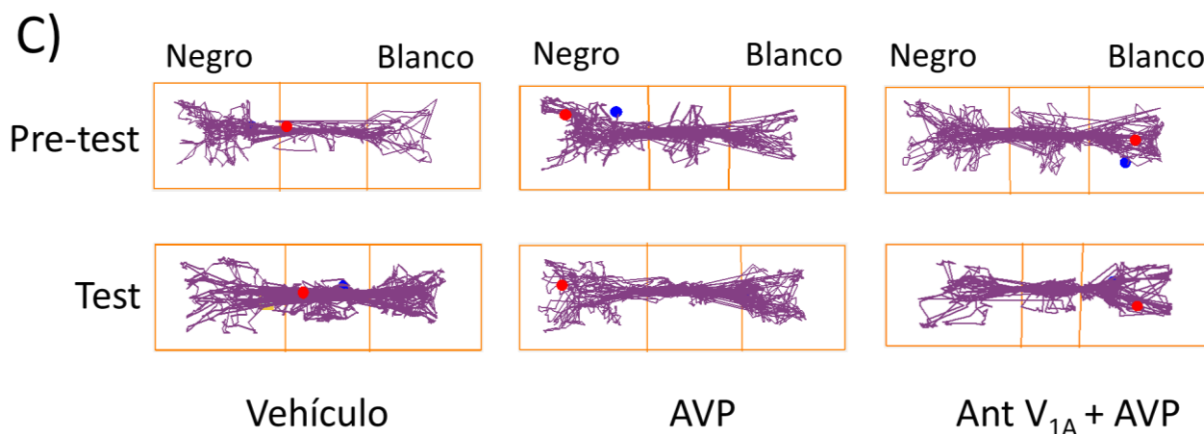 C)
Negro Blanco Negro Blanco Negro Blanco
Pre-test
Test
Vehículo AVP Ant V1A + AVP